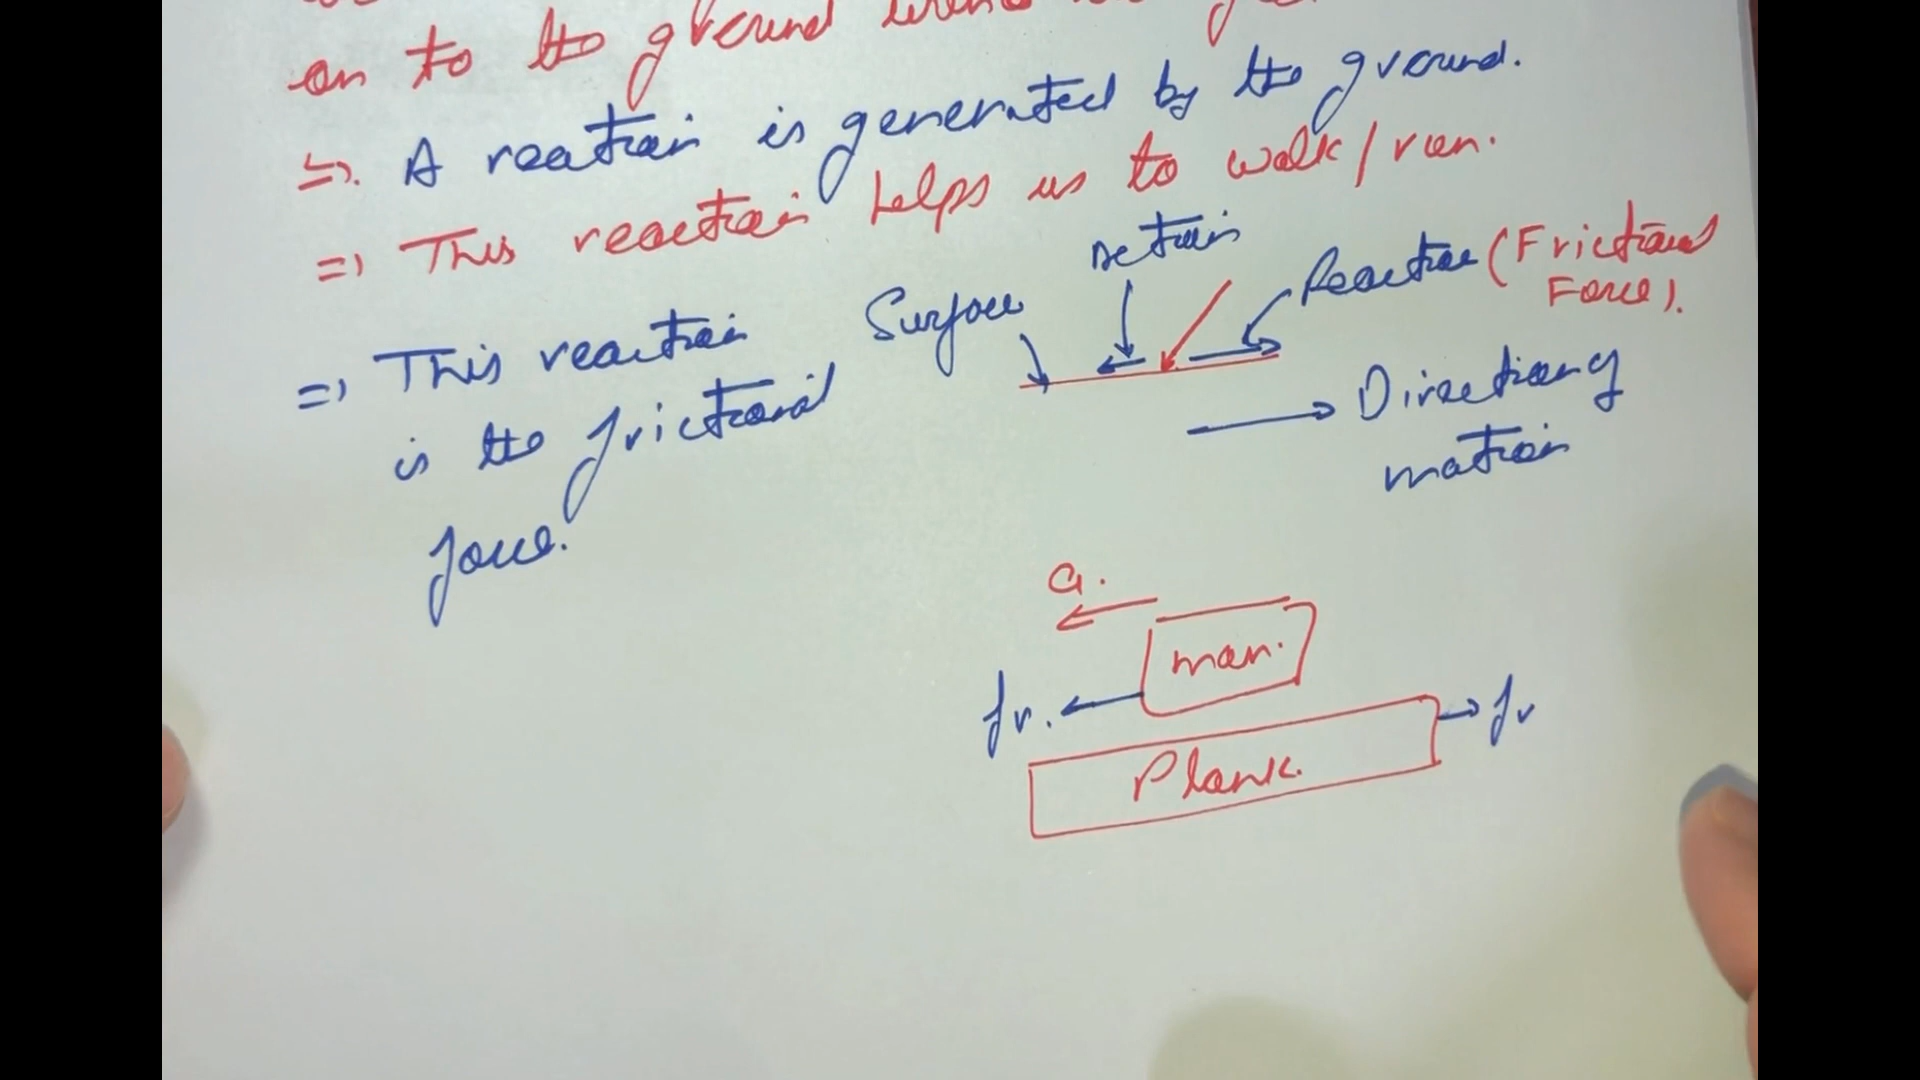 on to the ground
=). A reaction is generated by the ground.
=) This reaction helps us to walk/run.
=) This reaction
is the frictional
force.
Surface
Action
Reaction (Frictional
Force).
Direction of
motion
a.
man.
fr.
fr
Plank.